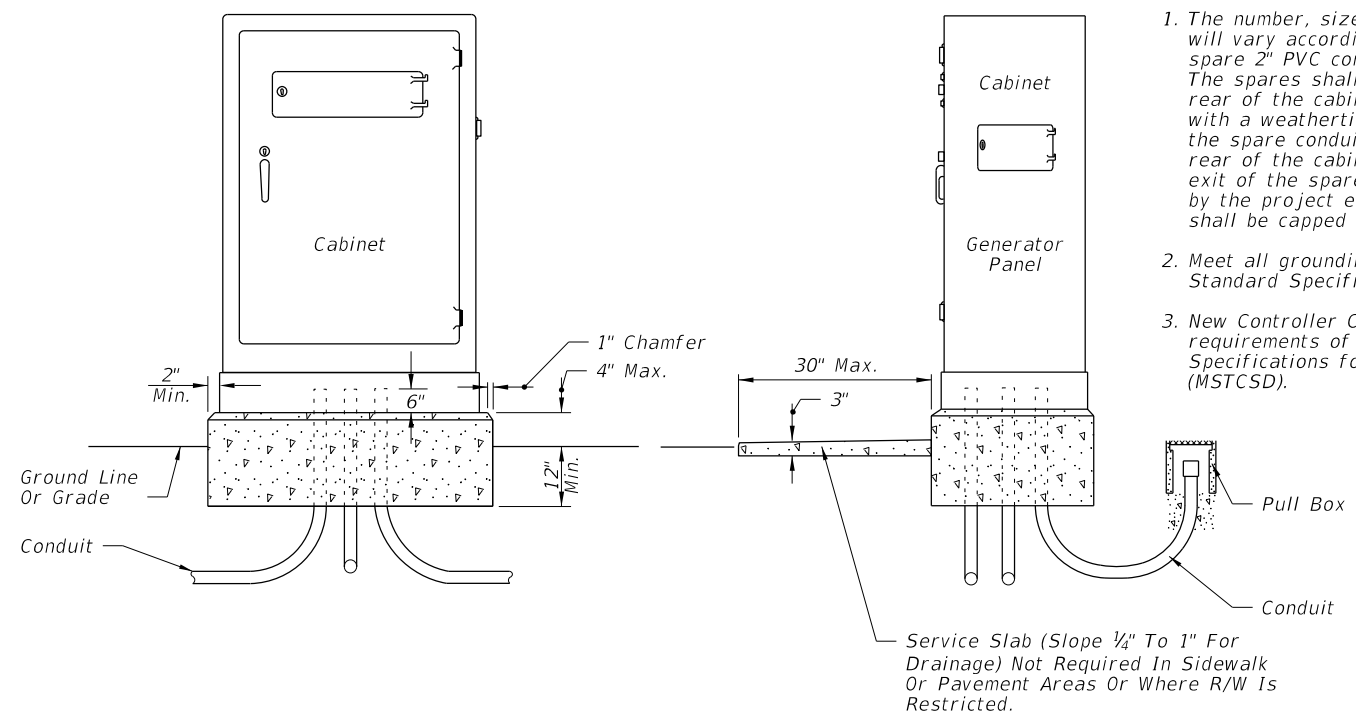 1. The number, size
will vary accordi
spare 2" PVC con
The spares shall
rear of the cabin
with a weatherti
the spare condui
rear of the cabin
exit of the spare
by the project e
shall be capped
2. Meet all groundin
Standard Specifi
3. New Controller C
requirements of
Specifications fo
(MSTCSD).
Cabinet
2"
Min.
6"
1" Chamfer
4" Max.
12"
Min.
Ground Line
Or Grade
Conduit
Cabinet
Generator
Panel
30" Max.
3"
Pull Box
Conduit
Service Slab (Slope ¼" To 1" For
Drainage) Not Required In Sidewalk
Or Pavement Areas Or Where R/W Is
Restricted.